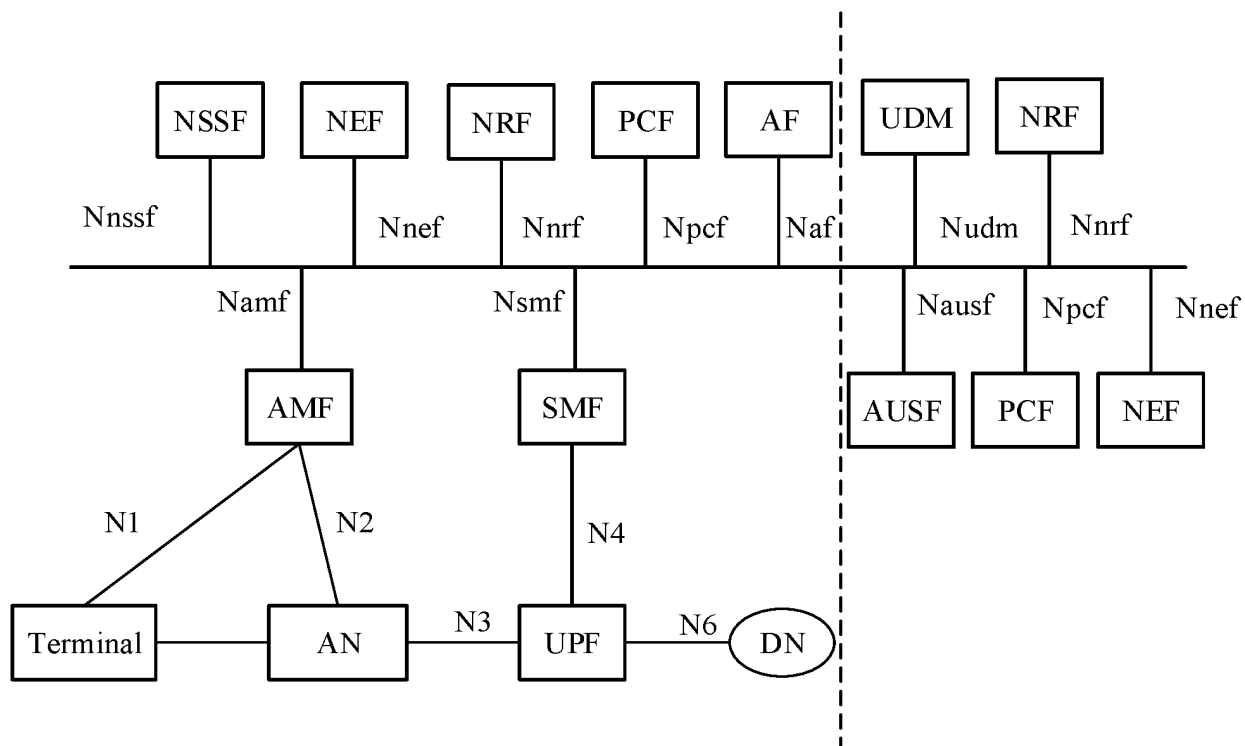 NSSF NEF NRF PCF AF UDM NRF
Nnssf Nnef Nnrf Npcf Naf Nudm Nnrf
Namf Nsmf Nausf Npcf Nnef
AMF SMF AUSF PCF NEF
N1 N2 N4
Terminal AN N3 UPF N6 DN